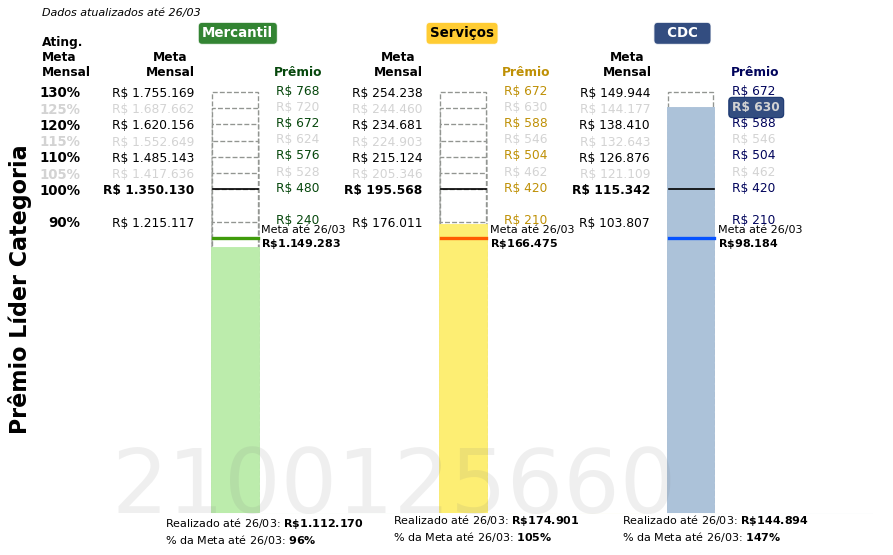 Dados atualizados até 26/03
Mercantil Serviços CDC
Ating. Meta Mensal Meta Mensal Prêmio Meta Mensal Prêmio Meta Mensal Prêmio
130% R$ 1.755.169 R$ 768 R$ 254.238 R$ 672 R$ 149.944 R$ 672
125% R$ 1.687.662 R$ 720 R$ 244.460 R$ 630 R$ 144.177 R$ 630
120% R$ 1.620.156 R$ 672 R$ 234.681 R$ 588 R$ 138.410 R$ 588
115% R$ 1.552.649 R$ 624 R$ 224.903 R$ 546 R$ 132.643 R$ 546
110% R$ 1.485.143 R$ 576 R$ 215.124 R$ 504 R$ 126.876 R$ 504
105% R$ 1.417.636 R$ 528 R$ 205.346 R$ 462 R$ 121.109 R$ 462
100% R$ 1.350.130 R$ 480 R$ 195.568 R$ 420 R$ 115.342 R$ 420
90% R$ 1.215.117 R$ 240 R$ 176.011 R$ 210 R$ 103.807 R$ 210
Meta até 26/03 Meta até 26/03 Meta até 26/03
R$1.149.283 R$166.475 R$98.184
Prêmio Líder Categoria
2100125660
Realizado até 26/03: R$1.112.170 Realizado até 26/03: R$174.901 Realizado até 26/03: R$144.894
% da Meta até 26/03: 96% % da Meta até 26/03: 105% % da Meta até 26/03: 147%